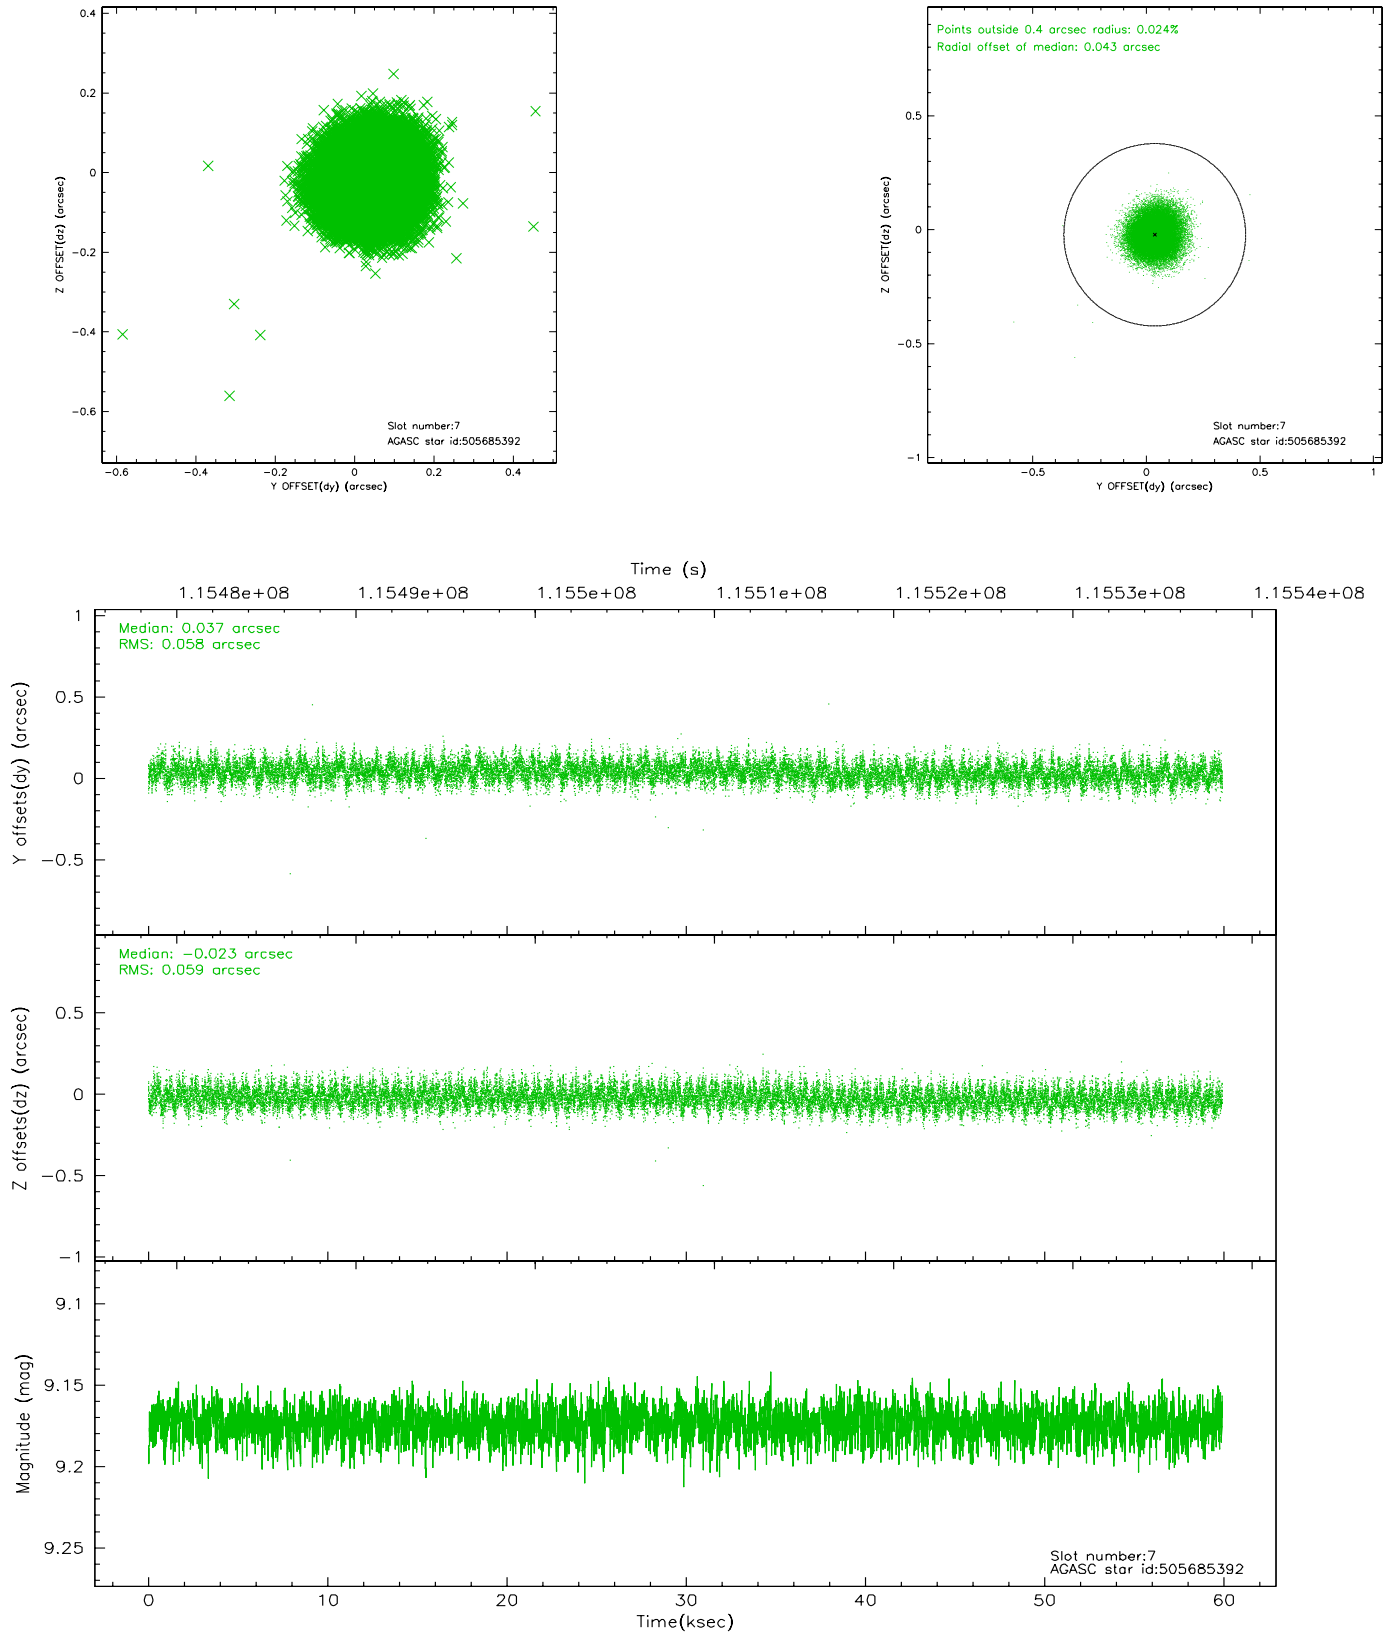 0.4
0.2
0
−0.2
−0.4
−0.6
Z OFFSET(dz) (arcsec)
Slot number:7
AGASC star id:505685392
−0.6 −0.4 −0.2 0 0.2 0.4
Y OFFSET(dy) (arcsec)
Points outside 0.4 arcsec radius: 0.024%
Radial offset of median: 0.043 arcsec
0.5
0
−0.5
−1
Z OFFSET(dz) (arcsec)
Slot number:7
AGASC star id:505685392
−0.5 0 0.5 1
Y OFFSET(dy) (arcsec)
Time (s)
1.1548e+08 1.1549e+08 1.155e+08 1.1551e+08 1.1552e+08 1.1553e+08 1.1554e+08
Median: 0.037 arcsec
RMS: 0.058 arcsec
1
0.5
0
−0.5
Y offsets(dy) (arcsec)
Median: −0.023 arcsec
RMS: 0.059 arcsec
0.5
0
−0.5
−1
Z offsets(dz) (arcsec)
9.1
9.15
9.2
9.25
Magnitude (mag)
Slot number:7
AGASC star id:505685392
0 10 20 30 40 50 60
Time(ksec)